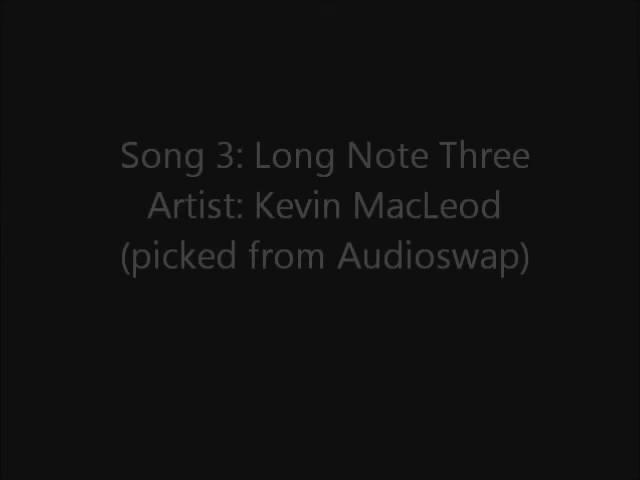 Song 3: Long Note Three
Artist: Kevin MacLeod
(picked from Audioswap)